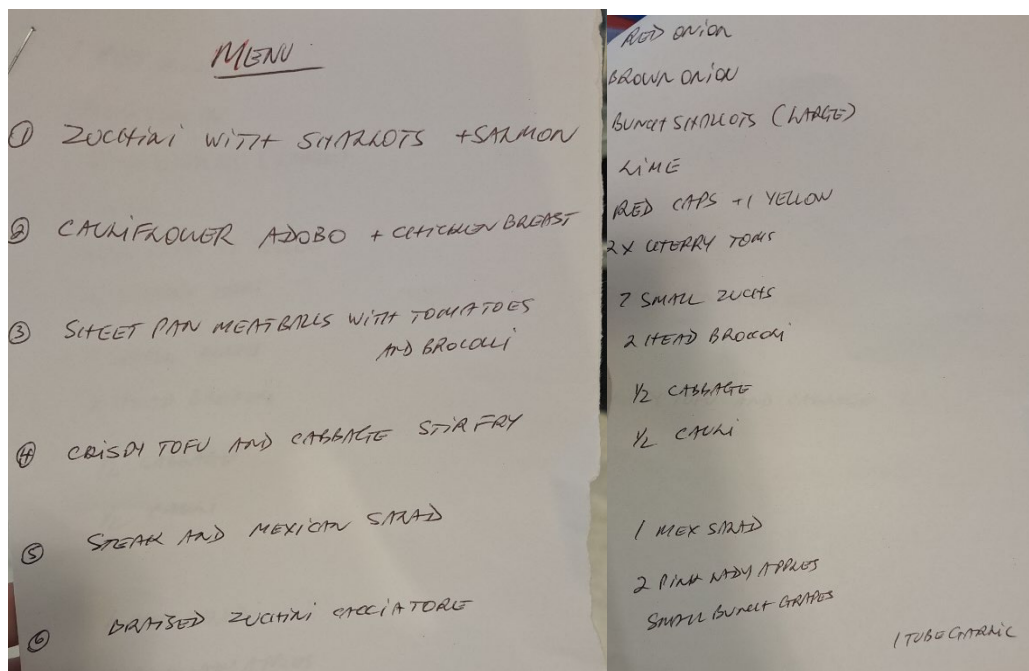 MENU
① ZUCCHINI WITH SHALLOTS + SALMON
② CAULIFLOWER ADOBO + CHICKEN BREAST
③ SHEET PAN MEATBALLS WITH TOMATOES
AND BROCOLLI
④ CRISPY TOFU AND CABBAGE STIR FRY
⑤ STEAK AND MEXICAN SALAD
⑥ BRAISED ZUCCHINI CACCIATORE
RED ONION
BROWN ONION
BUNCH SHALLOTS (LARGE)
LIME
RED CAPS + 1 YELLOW
2X CHERRY TOMS
7 SMALL ZUCHS
2 HEAD BROCCOLI
1/2 CABBAGE
1/2 CAULI
1 MEX SALAD
2 PINK LADY APPLES
SMALL BUNCH GRAPES
1 TUBE GARLIC